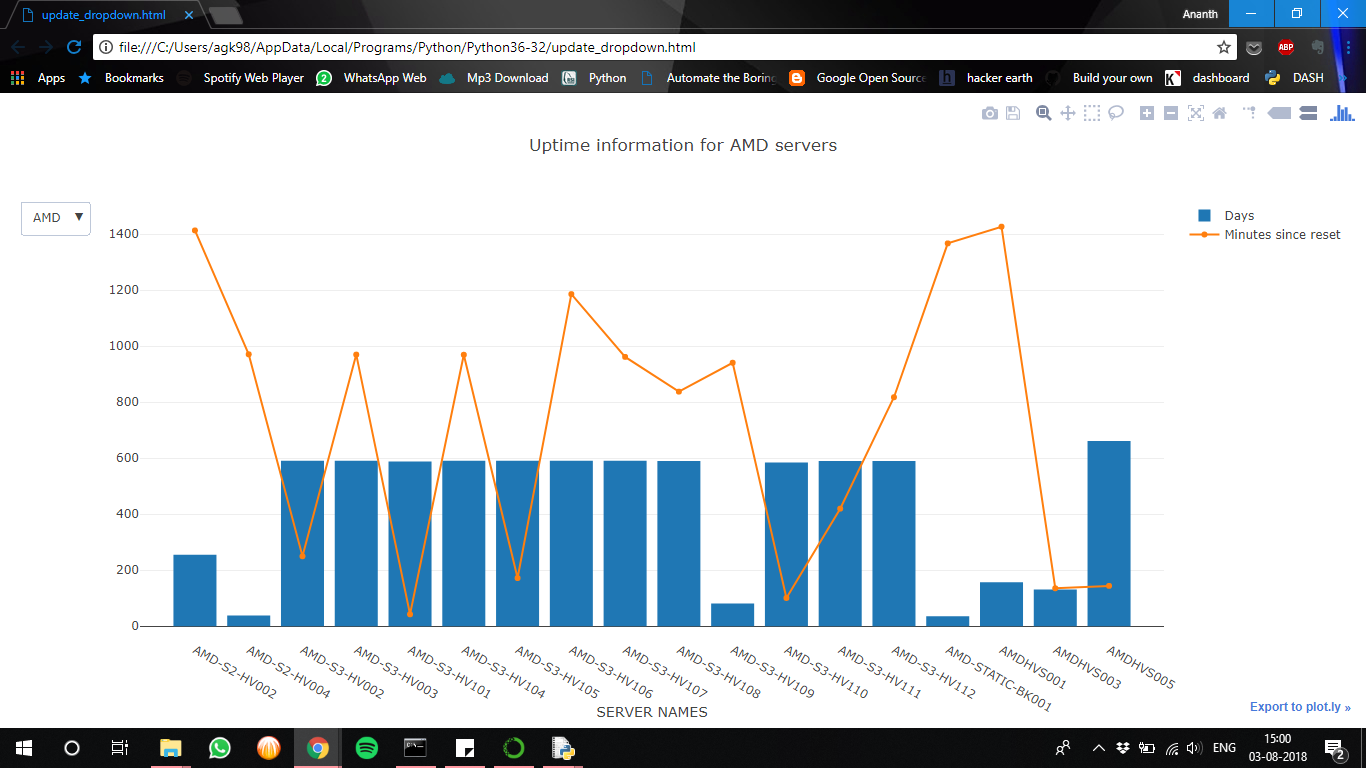 update_dropdown.html
Ananth
file:///C:/Users/agk98/AppData/Local/Programs/Python/Python36-32/update_dropdown.html
ABP
Apps Bookmarks Spotify Web Player 2 WhatsApp Web Mp3 Download Python Automate the Borin Google Open Source hacker earth Build your own dashboard DASH
Uptime information for AMD servers
AMD ▼
Days
Minutes since reset
1400
1200
1000
800
600
400
200
0
AMD-S2-HV002
AMD-S2-HV004
AMD-S3-HV002
AMD-S3-HV003
AMD-S3-HV101
AMD-S3-HV104
AMD-S3-HV105
AMD-S3-HV106
AMD-S3-HV107
AMD-S3-HV108
AMD-S3-HV109
AMD-S3-HV110
AMD-S3-HV111
AMD-S3-HV112
AMD-STATIC-BK001
AMDHVS001
AMDHVS003
AMDHVS005
SERVER NAMES
Export to plot.ly »
ENG
15:00
03-08-2018
2